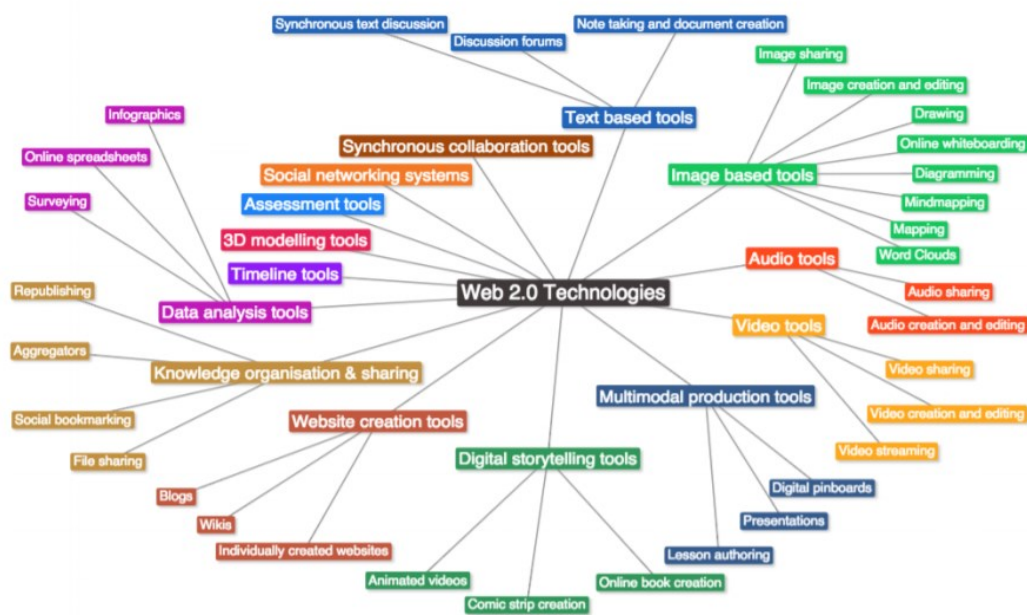 Synchronous text discussion
Discussion forums
Note taking and document creation
Text based tools
Image sharing
Image creation and editing
Drawing
Online whiteboarding
Diagramming
Mindmapping
Mapping
Word Clouds
Image based tools
Audio tools
Audio sharing
Audio creation and editing
Video tools
Video sharing
Video creation and editing
Video streaming
Multimodal production tools
Digital pinboards
Presentations
Lesson authoring
Digital storytelling tools
Online book creation
Comic strip creation
Animated videos
Website creation tools
Blogs
Wikis
Individually created websites
Knowledge organisation & sharing
Republishing
Aggregators
Social bookmarking
File sharing
Data analysis tools
Infographics
Online spreadsheets
Surveying
Timeline tools
3D modelling tools
Assessment tools
Social networking systems
Synchronous collaboration tools
Web 2.0 Technologies